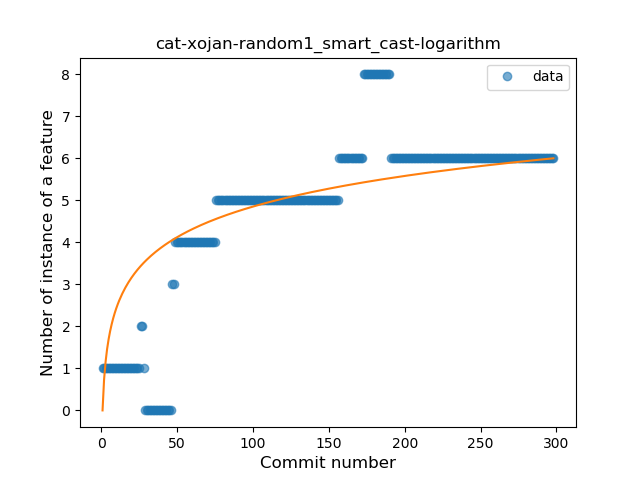 cat-xojan-random1_smart_cast-logarithm
data
Number of instance of a feature
8
7
6
5
4
3
2
1
0
0 50 100 150 200 250 300
Commit number